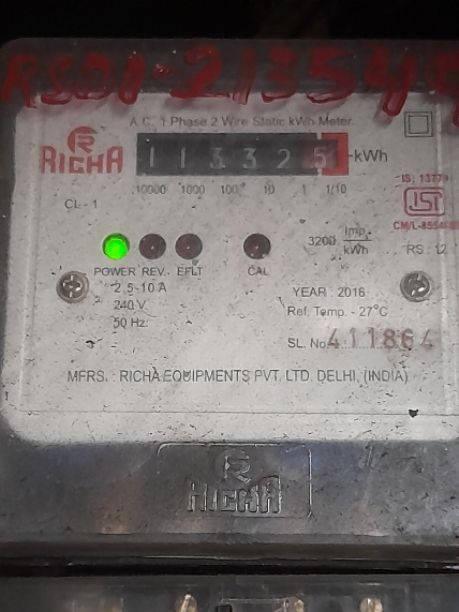 A.C. 1 Phase 2 Wire Static kWh Meter
RICHA
113325 kWh
10000 1000 100 10 1 1/10
IS: 13779
CL - 1
ISI
3200 Imp. kWh
RS : 12
POWER REV. EFLT CAL
2.5-10 A
240 V.
50 Hz.
YEAR : 2016
Ref. Temp. - 27°C
SL. No. 411864
MFRS. : RICHA EQUIPMENTS PVT. LTD. DELHI, (INDIA)
RICHA